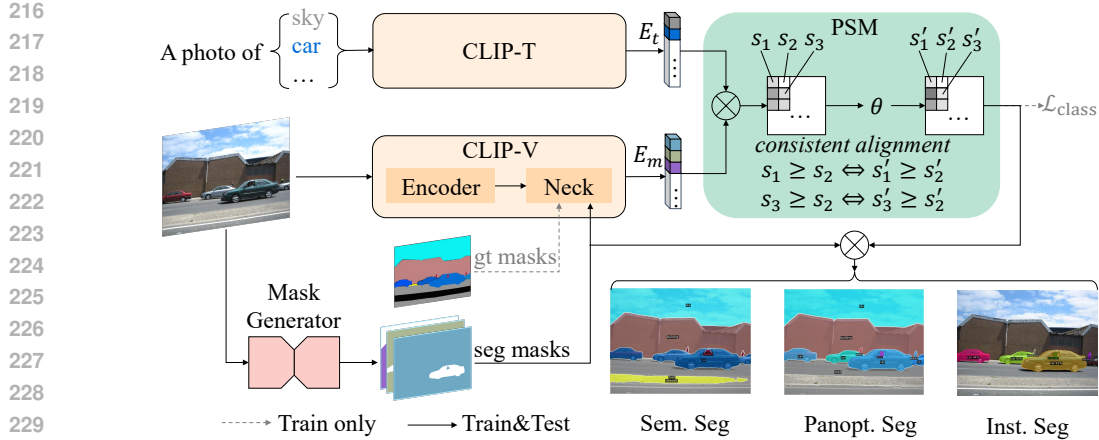 216
217
218
219
220
221
222
223
224
225
226
227
228
229
A photo of
sky
car
...
CLIP-T
E_t
PSM
s_1 s_2 s_3
s'_1 s'_2 s'_3
...
θ
...
ℒ_class
consistent alignment
s_1 ≥ s_2 ⇔ s'_1 ≥ s'_2
s_3 ≥ s_2 ⇔ s'_3 ≥ s'_2
CLIP-V
Encoder
Neck
E_m
gt masks
Mask
Generator
seg masks
Train only
Train&Test
Sem. Seg
Panopt. Seg
Inst. Seg